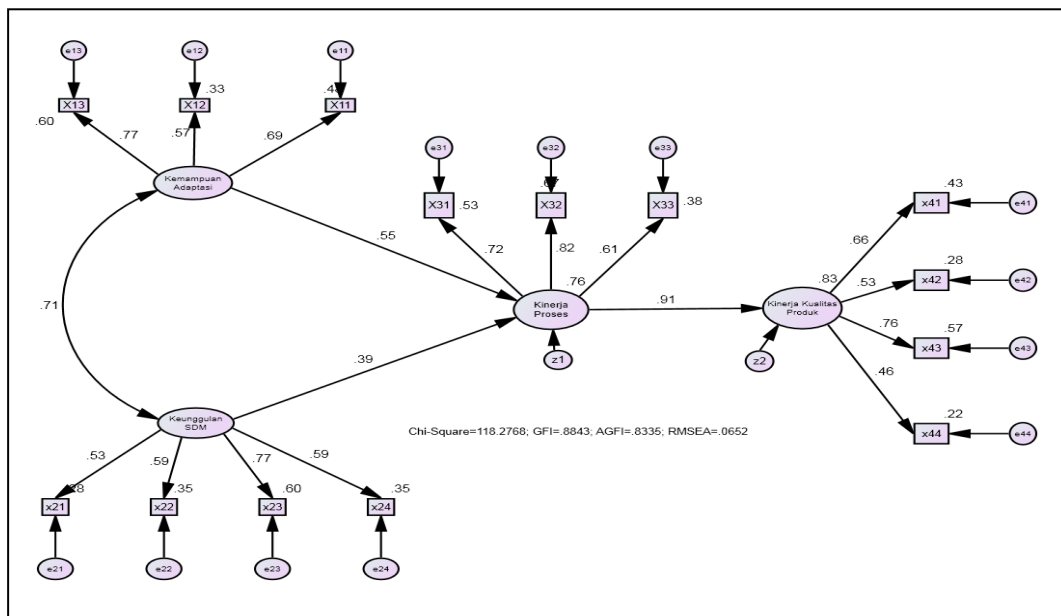 e13
e12
e11
.33
.48
X13
X12
X11
.60
.77
.57
.69
Kemampuan
Adaptasi
e31
e32
e33
.67
X31
.53
X32
X33
.38
.72
.82
.61
.55
.76
.71
Kinerja
Proses
z1
.91
.39
.43
x41
e41
.66
.28
.83
.53
x42
e42
Kinerja Kualitas
Produk
.76
.57
x43
e43
z2
.46
.22
x44
e44
Keunggulan
SDM
Chi-Square=118.2768; GFI=.8843; AGFI=.8335; RMSEA=.0652
.53
.59
.77
.59
.28
.35
.60
.35
x21
x22
x23
x24
e21
e22
e23
e24